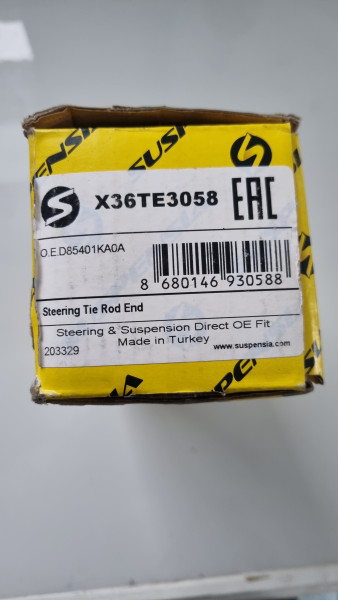 SUSPENSIA
X36TE3058
EAC
O.E.D85401KA0A
8 680146 930588
Steering Tie Rod End
Steering & Suspension Direct OE Fit
Made in Turkey
203329
www.suspensia.com